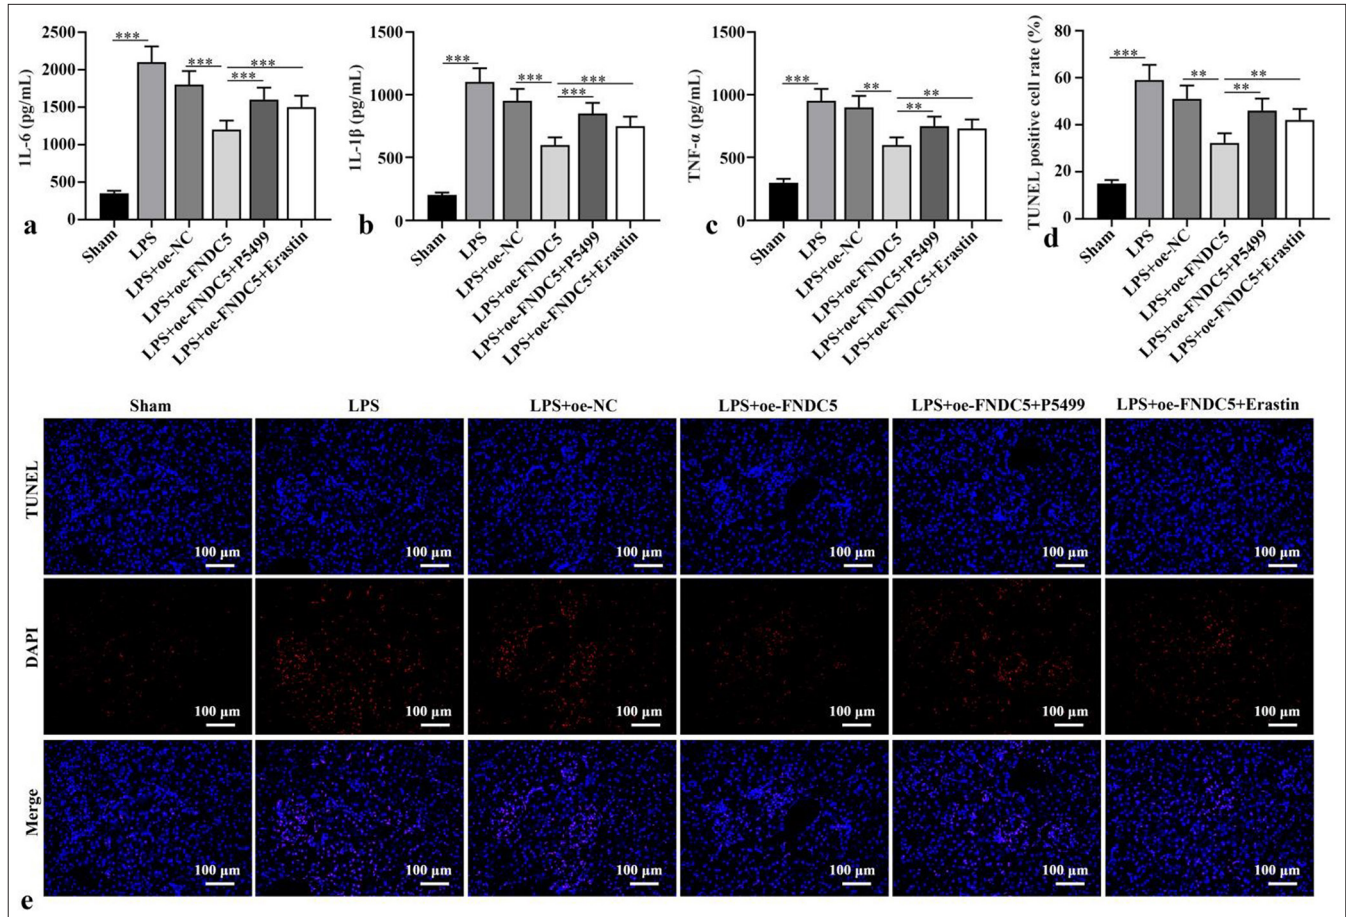 2500
2000
1500
1000
500
0
1L-6 (pg/mL)
***
***
***
***
Sham
LPS
LPS+oe-NC
LPS+oe-FNDC5
LPS+oe-FNDC5+P5499
LPS+oe-FNDC5+Erastin
a
1500
1000
500
0
1L-1β (pg/mL)
***
***
***
***
Sham
LPS
LPS+oe-NC
LPS+oe-FNDC5
LPS+oe-FNDC5+P5499
LPS+oe-FNDC5+Erastin
b
1500
1000
500
0
TNF-α (pg/mL)
***
**
**
**
Sham
LPS
LPS+oe-NC
LPS+oe-FNDC5
LPS+oe-FNDC5+P5499
LPS+oe-FNDC5+Erastin
c
80
60
40
20
0
TUNEL positive cell rate (%)
***
**
**
**
Sham
LPS
LPS+oe-NC
LPS+oe-FNDC5
LPS+oe-FNDC5+P5499
LPS+oe-FNDC5+Erastin
d
Sham LPS LPS+oe-NC LPS+oe-FNDC5 LPS+oe-FNDC5+P5499 LPS+oe-FNDC5+Erastin
TUNEL
100 μm 100 μm 100 μm 100 μm 100 μm 100 μm
DAPI
100 μm 100 μm 100 μm 100 μm 100 μm 100 μm
Merge
100 μm 100 μm 100 μm 100 μm 100 μm 100 μm
e